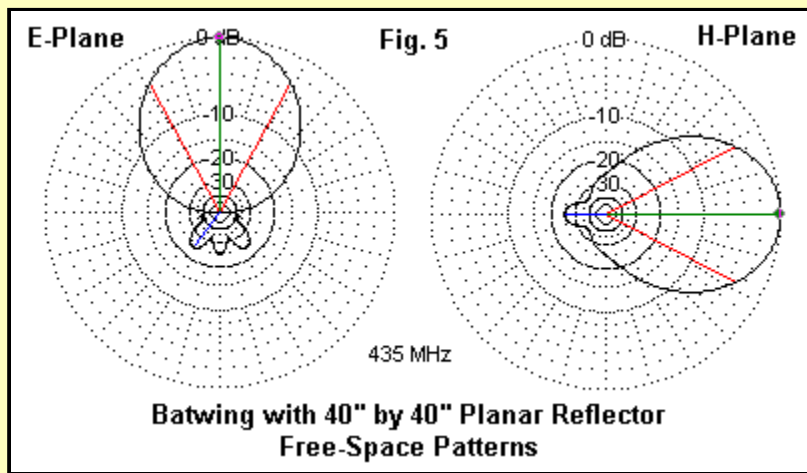 E-Plane
0 dB
Fig. 5
0 dB
H-Plane
-10
-20
30
-10
-20
30
435 MHz
Batwing with 40" by 40" Planar Reflector
Free-Space Patterns